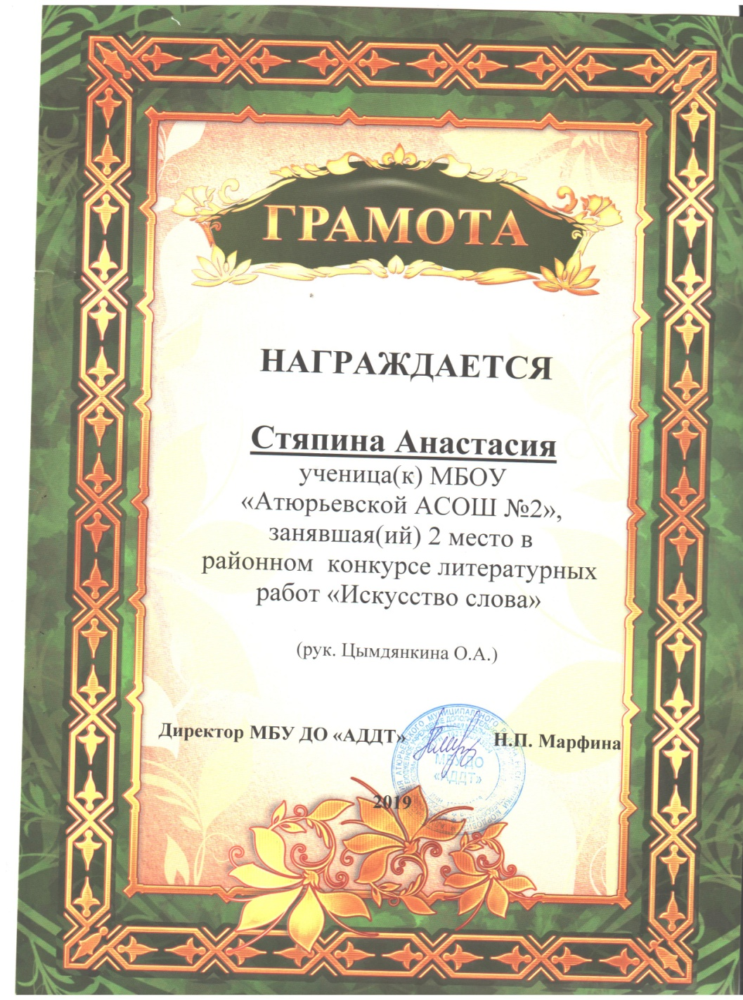 ГРАМОТА
НАГРАЖДАЕТСЯ
Стяпина Анастасия
ученица(к) МБОУ
«Атюрьевской АСОШ №2»,
занявшая(ий) 2 место в
районном конкурсе литературных
работ «Искусство слова»
(рук. Цымдянкина О.А.)
Директор МБУ ДО «АДДТ» Н.П. Марфина
МБУ ДО
«АДДТ»
2019